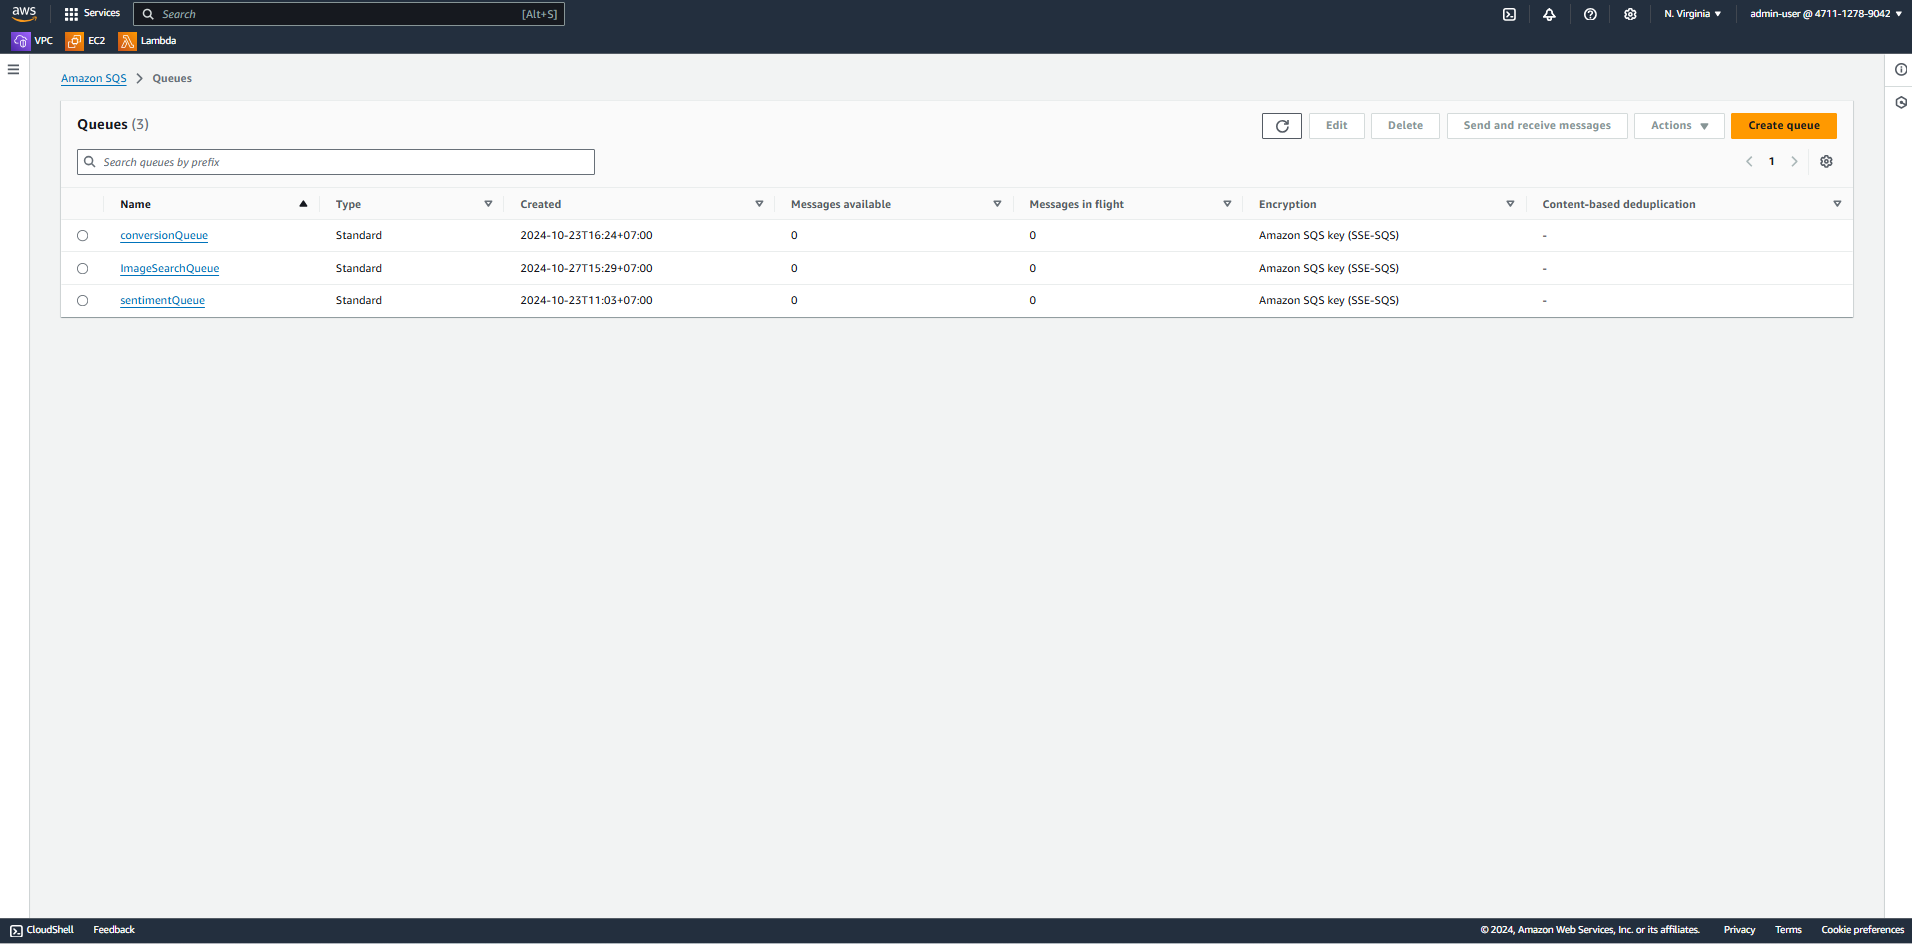 aws Services Search [Alt+S] N. Virginia ▼ admin-user @ 4711-1278-9042 ▼
VPC EC2 Lambda
Amazon SQS > Queues
Queues (3) Edit Delete Send and receive messages Actions ▼ Create queue
Search queues by prefix < 1 >
Name Type Created Messages available Messages in flight Encryption Content-based deduplication
conversionQueue Standard 2024-10-23T16:24+07:00 0 0 Amazon SQS key (SSE-SQS) -
ImageSearchQueue Standard 2024-10-27T15:29+07:00 0 0 Amazon SQS key (SSE-SQS) -
sentimentQueue Standard 2024-10-23T11:03+07:00 0 0 Amazon SQS key (SSE-SQS) -
CloudShell Feedback © 2024, Amazon Web Services, Inc. or its affiliates. Privacy Terms Cookie preferences